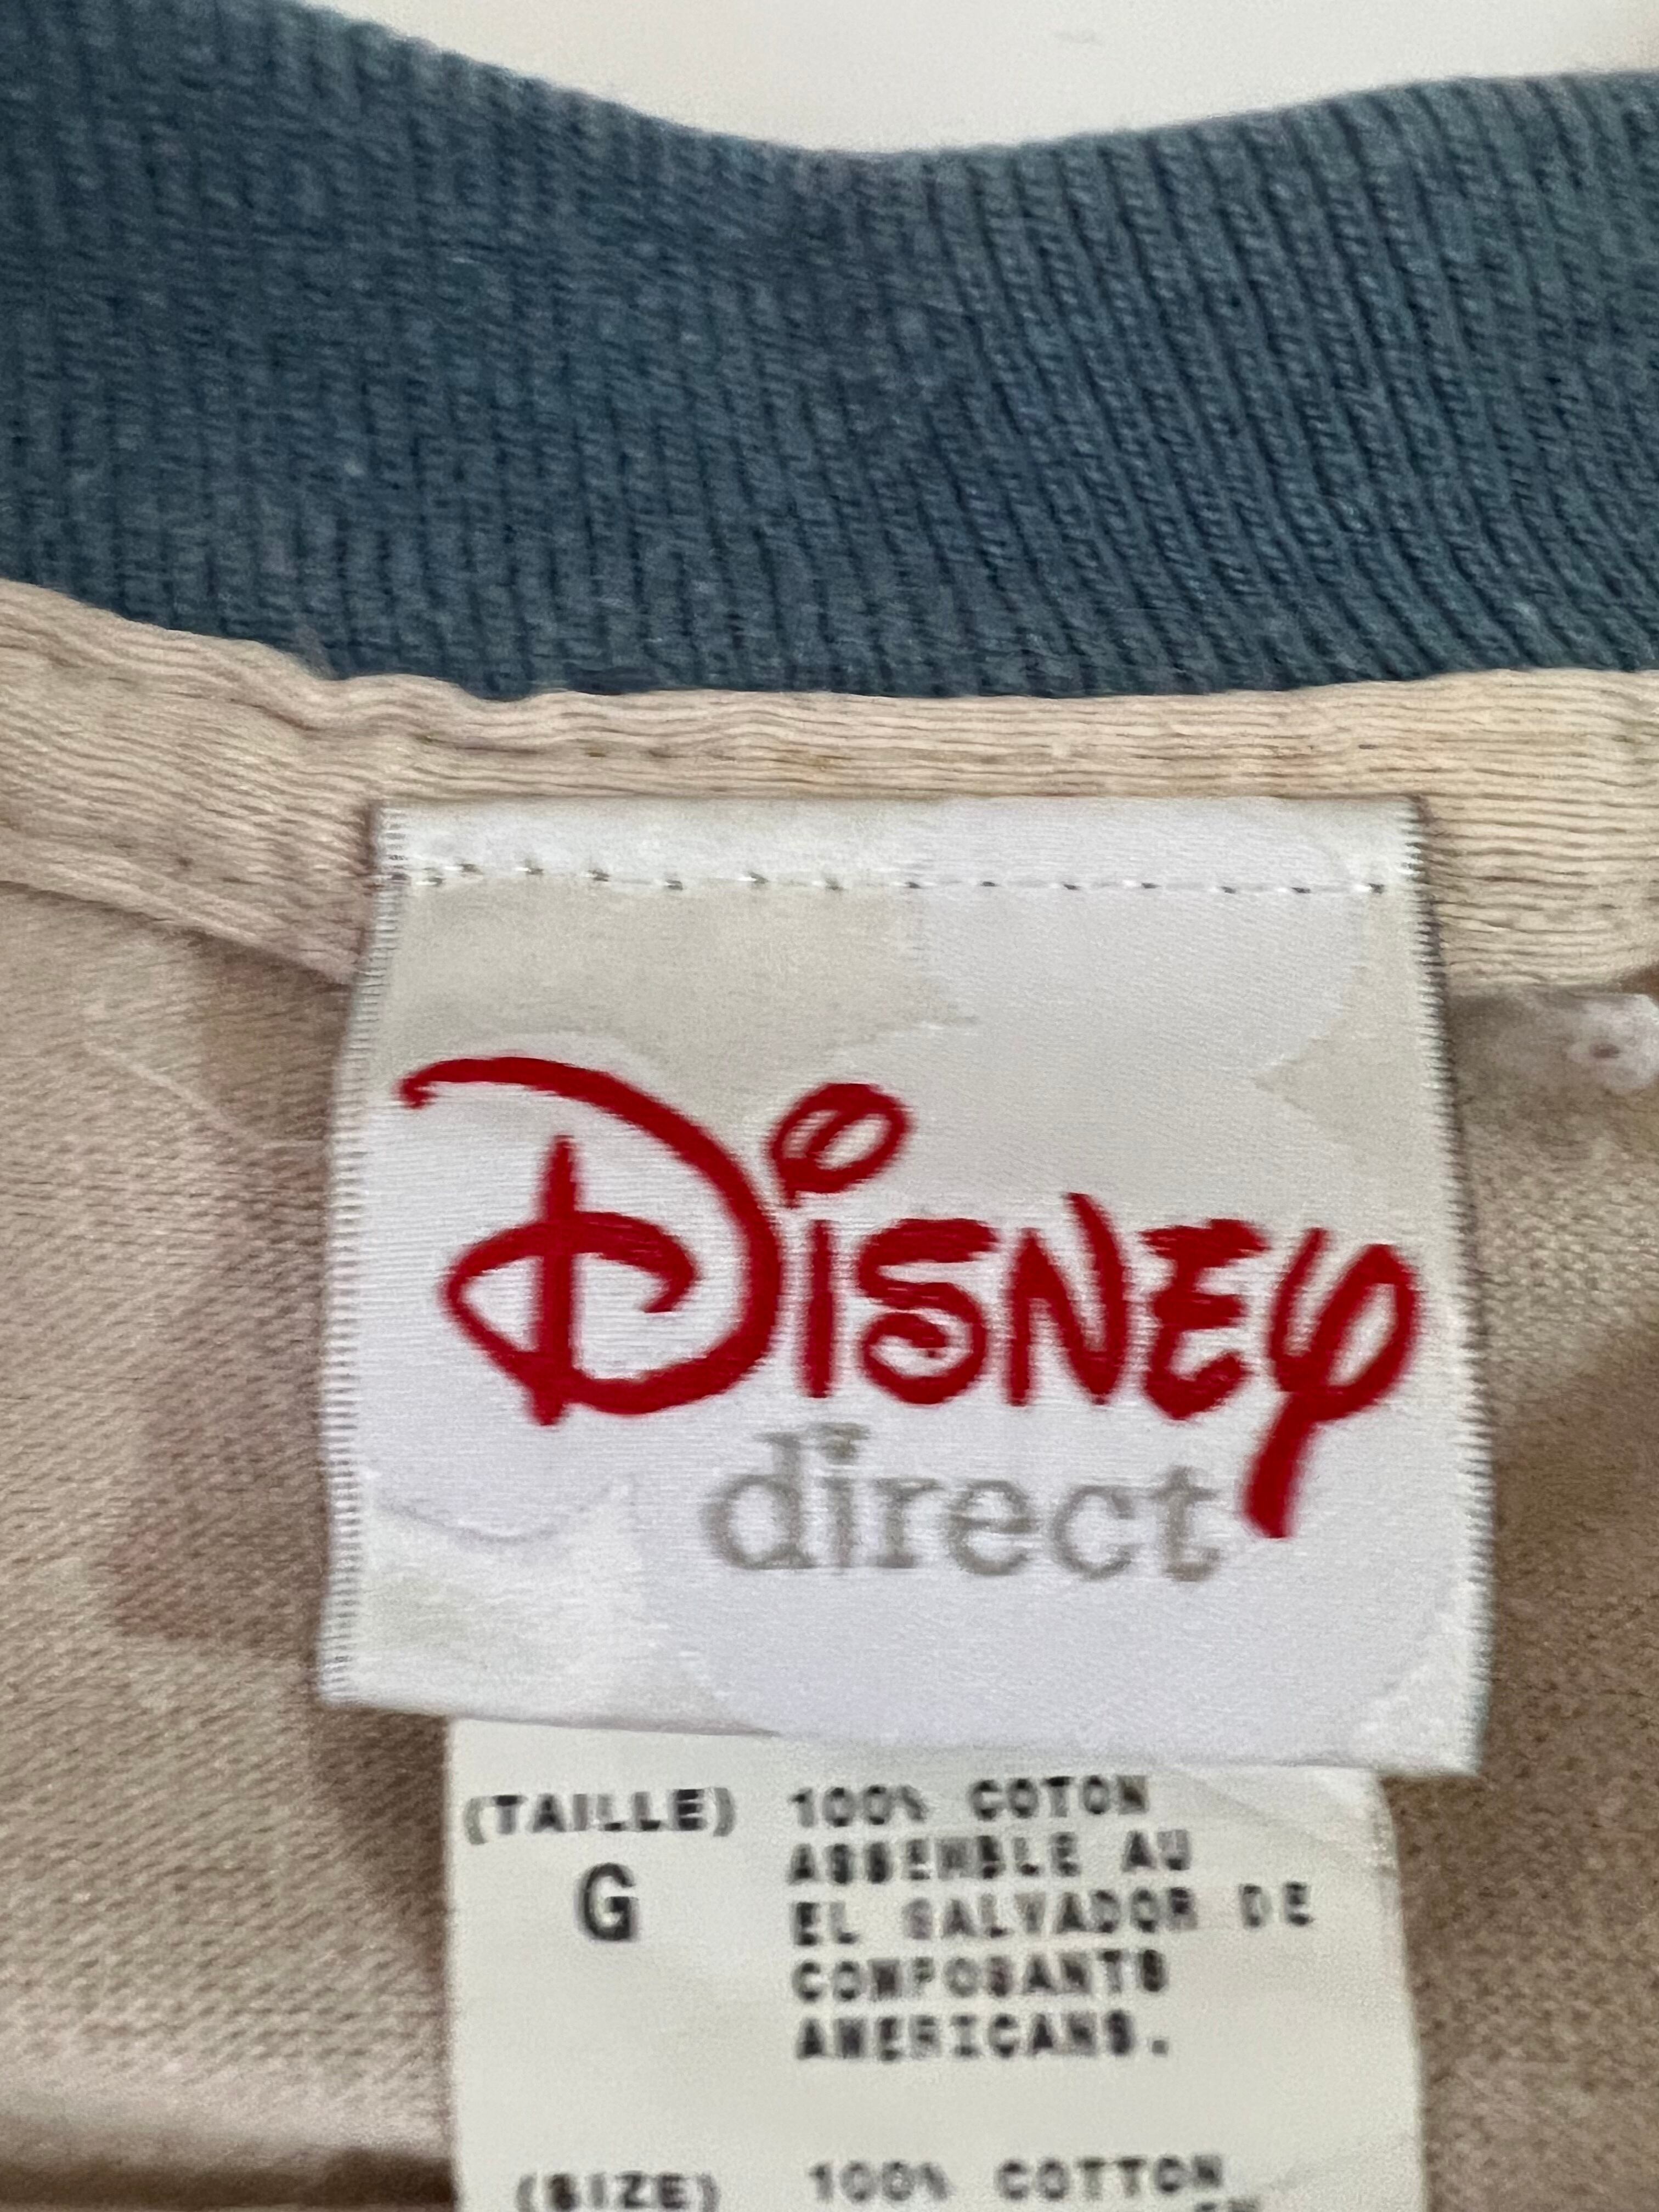 Disney
direct
(TAILLE) 100% COTON
ASSEMBLE AU
G EL SALVADOR DE
COMPOSANTS
AMERICANS.
(SIZE) 100% COTTON